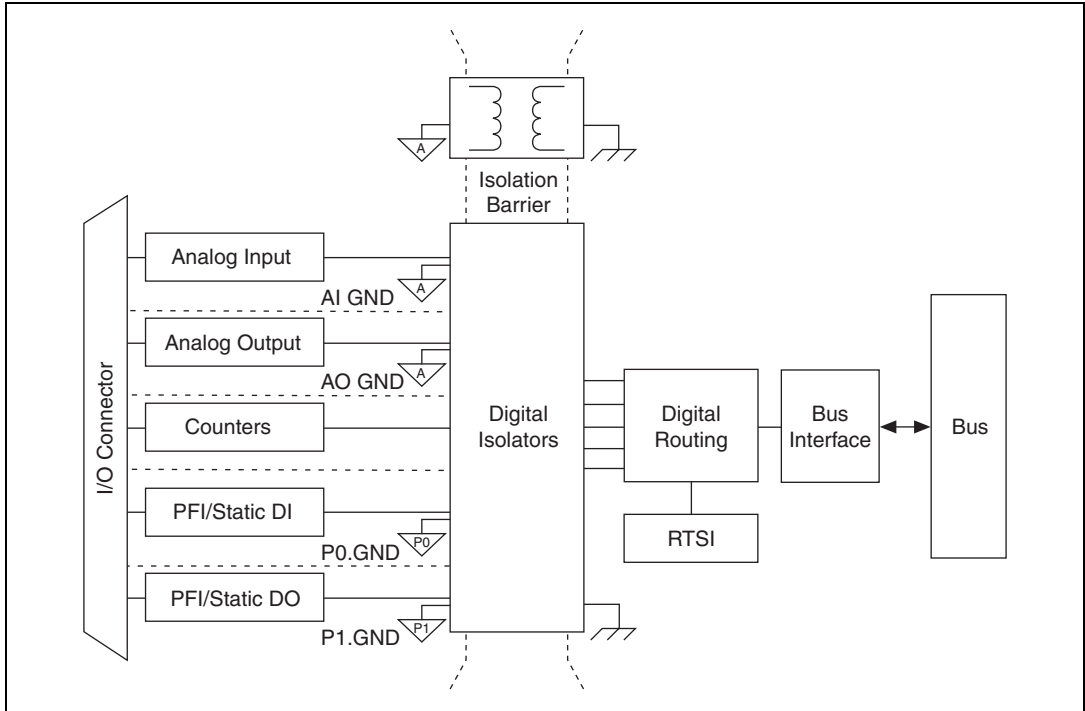 A
Isolation
Barrier
I/O Connector
Analog Input
A
AI GND
Analog Output
A
AO GND
Counters
PFI/Static DI
P0
P0.GND
PFI/Static DO
P1
P1.GND
Digital
Isolators
Digital
Routing
RTSI
Bus
Interface
Bus